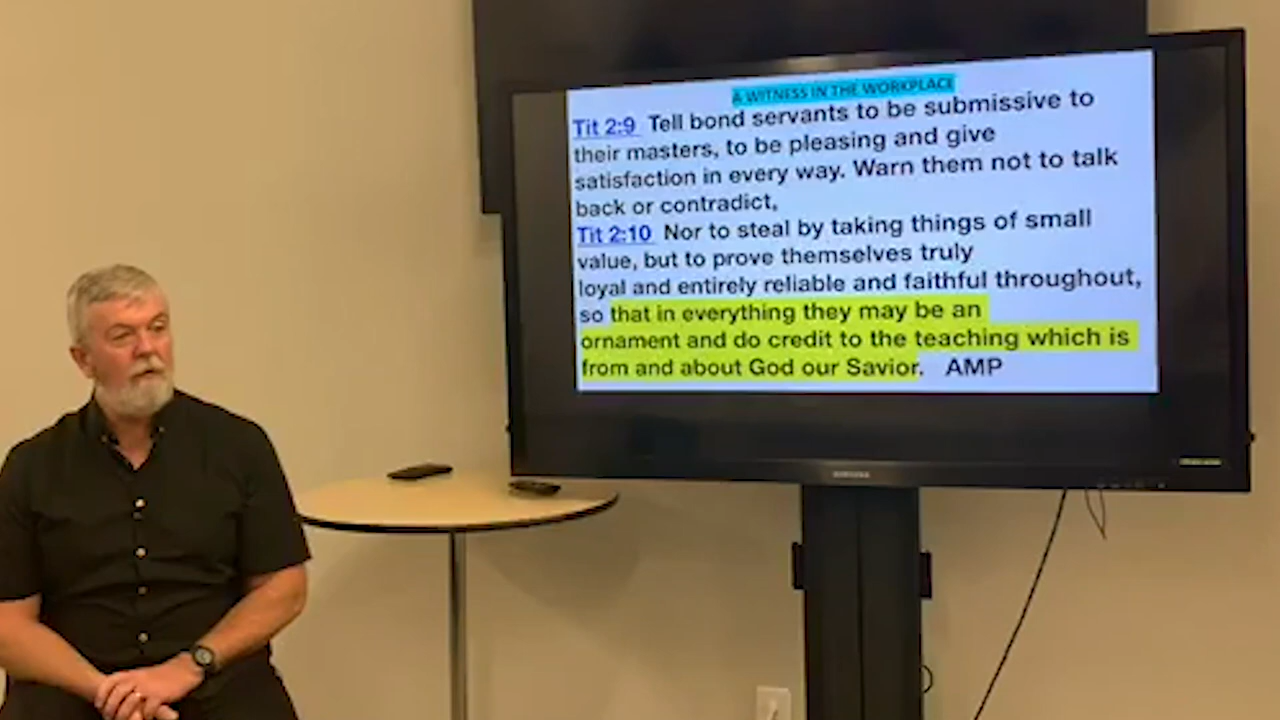 A WITNESS IN THE WORKPLACE
Tit 2:9 Tell bond servants to be submissive to
their masters, to be pleasing and give
satisfaction in every way. Warn them not to talk
back or contradict,
Tit 2:10 Nor to steal by taking things of small
value, but to prove themselves truly
loyal and entirely reliable and faithful throughout,
so that in everything they may be an
ornament and do credit to the teaching which is
from and about God our Savior. AMP
SAMSUNG